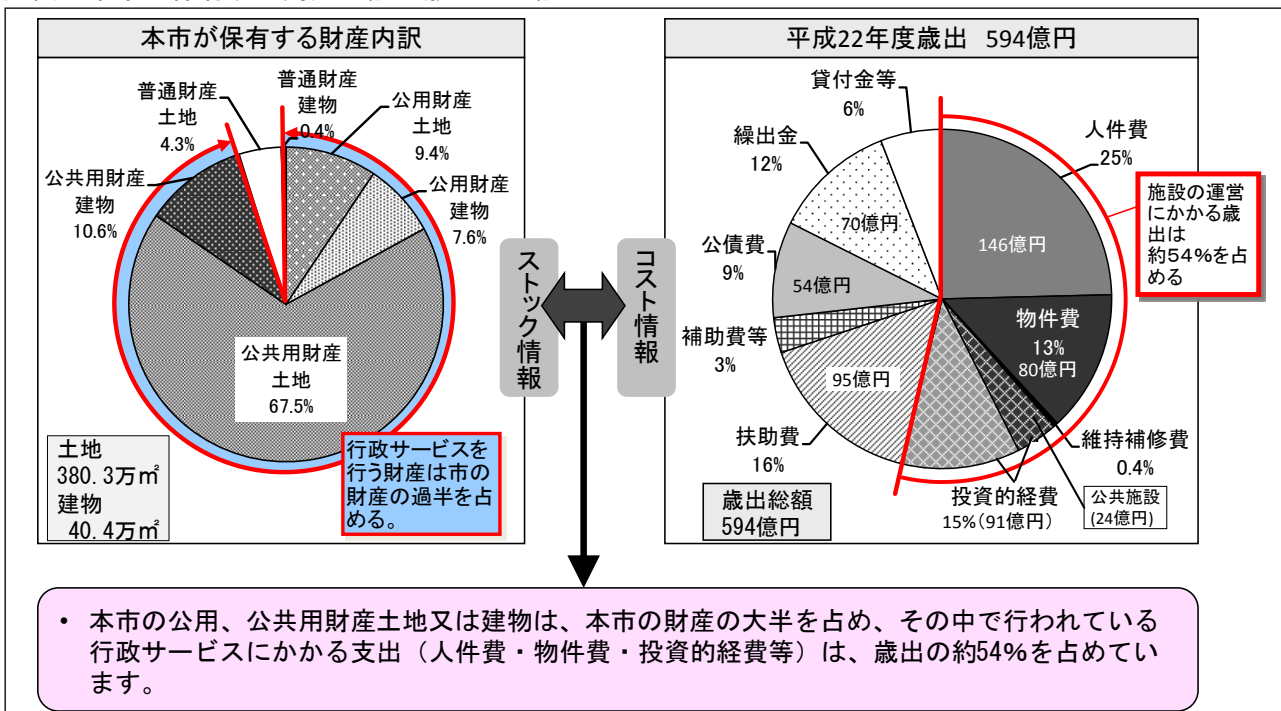 本市が保有する財産内訳
普通財産
土地
4.3%
普通財産
建物
0.4%
公用財産
土地
9.4%
公用財産
建物
7.6%
公共用財産
建物
10.6%
公共用財産
土地
67.5%
土地
380.3万㎡
建物
40.4万㎡
行政サービスを
行う財産は市の
財産の過半を占
める。
ストック情報
コスト情報
平成22年度歳出 594億円
貸付金等
6%
繰出金
12%
70億円
公債費
9%
54億円
補助費等
3%
95億円
扶助費
16%
歳出総額
594億円
人件費
25%
146億円
施設の運営
にかかる歳
出は
約54%を占
める
物件費
13%
80億円
維持補修費
0.4%
投資的経費
15%(91億円)
公共施設
(24億円)
• 本市の公用、公共用財産土地又は建物は、本市の財産の大半を占め、その中で行われている
行政サービスにかかる支出（人件費・物件費・投資的経費等）は、歳出の約54%を占めてい
ます。